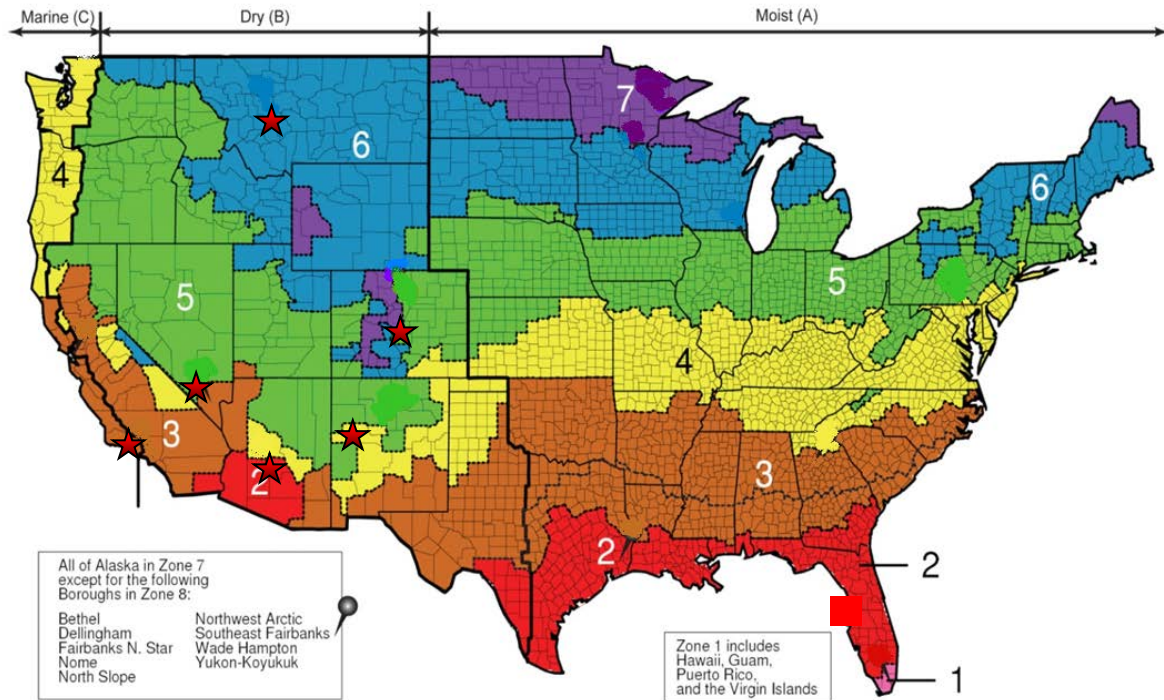 Marine (C)
Dry (B)
Moist (A)
7
6
4
6
5
5
4
3
3
2
2
2
1
All of Alaska in Zone 7
except for the following
Boroughs in Zone 8:
Bethel
Dellingham
Fairbanks N. Star
Nome
North Slope
Northwest Arctic
Southeast Fairbanks
Wade Hampton
Yukon-Koyukuk
Zone 1 includes
Hawaii, Guam,
Puerto Rico,
and the Virgin Islands